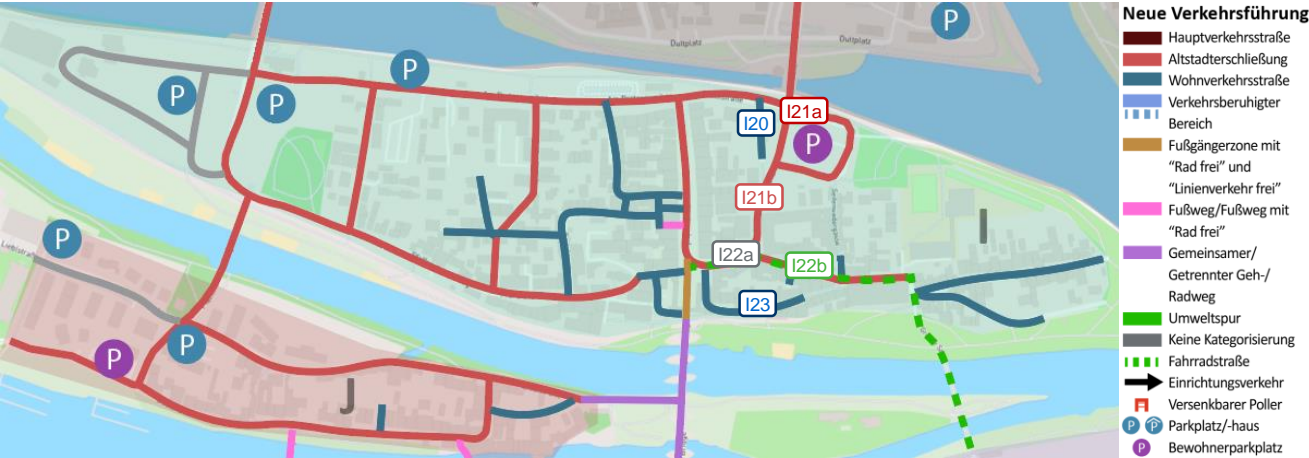 P
Neue Verkehrsführung
Dultplatz
Dultplatz
Hauptverkehrsstraße
P
Altstadterschließung
P
P
I20
I21a
P
Wohnverkehrsstraße
Verkehrsberuhigter
Bereich
Fußgängerzone mit
"Rad frei" und
"Linienverkehr frei"
I21b
Fußweg/Fußweg mit
"Rad frei"
I
P
I22a
I22b
Gemeinsamer/
Getrennter Geh-/
Radweg
I23
Umweltspur
Keine Kategorisierung
P
P
Fahrradstraße
Einrichtungsverkehr
J
Versenkbarer Poller
P P Parkplatz/-haus
P Bewohnerparkplatz